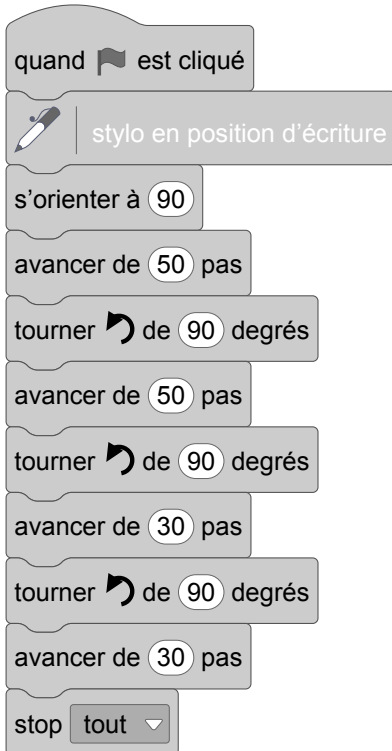 quand est cliqué
stylo en position d’écriture
s’orienter à 90
avancer de 50 pas
tourner de 90 degrés
avancer de 50 pas
tourner de 90 degrés
avancer de 30 pas
tourner de 90 degrés
avancer de 30 pas
stop tout